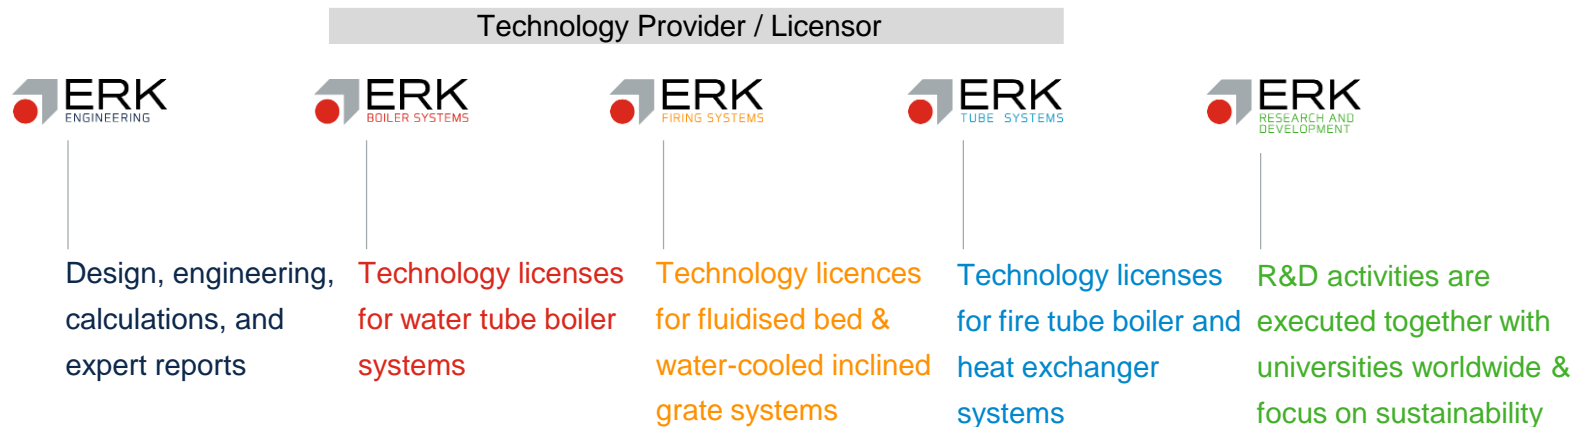 Technology Provider / Licensor
ERK
ENGINEERING
ERK
BOILER SYSTEMS
ERK
FIRING SYSTEMS
ERK
TUBE SYSTEMS
ERK
RESEARCH AND
DEVELOPMENT
Design, engineering,
calculations, and
expert reports
Technology licenses
for water tube boiler
systems
Technology licences
for fluidised bed &
water-cooled inclined
grate systems
Technology licenses
for fire tube boiler and
heat exchanger
systems
R&D activities are
executed together with
universities worldwide &
focus on sustainability